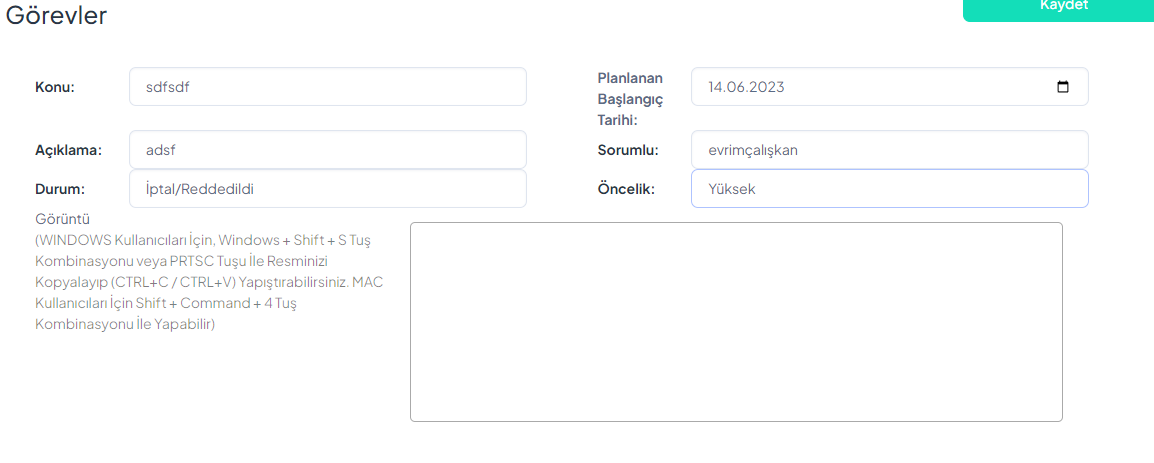 Görevler
Kaydet
Konu:
sdfsdf
Planlanan
Başlangıç
Tarihi:
14.06.2023
Açıklama:
adsf
Sorumlu:
evrimçalışkan
Durum:
İptal/Reddedildi
Öncelik:
Yüksek
Görüntü
(WINDOWS Kullanıcıları İçin, Windows + Shift + S Tuş
Kombinasyonu veya PRTSC Tuşu İle Resminizi
Kopyalayıp (CTRL+C / CTRL+V) Yapıştırabilirsiniz. MAC
Kullanıcıları İçin Shift + Command + 4 Tuş
Kombinasyonu İle Yapabilir)